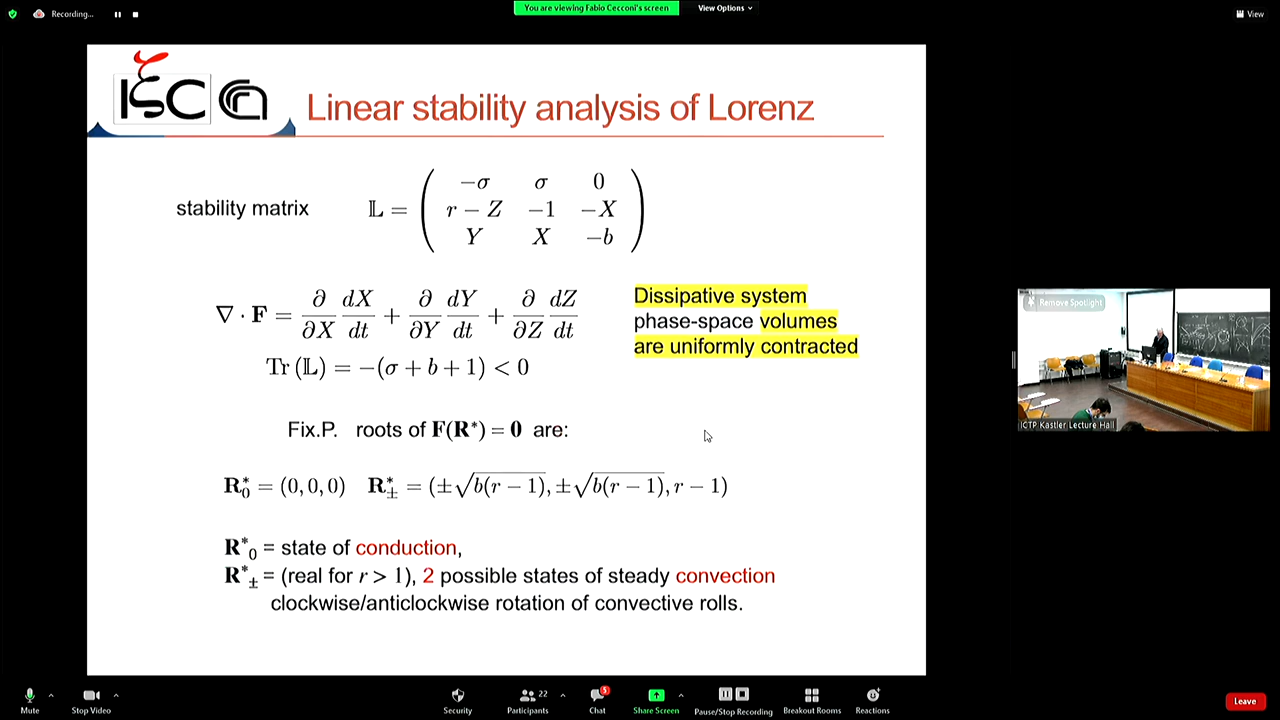 Recording...
You are viewing Fabio Cecconi's screen
View Options
View
ISC
Linear stability analysis of Lorenz
stability matrix 𝕃 = ( −σ σ 0
r − Z −1 −X
Y X −b )
∇ · F = ∂/∂X dX/dt + ∂/∂Y dY/dt + ∂/∂Z dZ/dt
Tr (𝕃) = −(σ + b + 1) < 0
Dissipative system
phase-space volumes
are uniformly contracted
Fix.P. roots of F(R*) = 0 are:
R*₀ = (0, 0, 0) R*± = (±√b(r − 1), ±√b(r − 1), r − 1)
R*₀ = state of conduction,
R*± = (real for r > 1), 2 possible states of steady convection
clockwise/anticlockwise rotation of convective rolls.
Remove Spotlight
ICTP Kastler Lecture Hall
Mute
Stop Video
Security
22
Participants
5
Chat
Share Screen
Pause/Stop Recording
Breakout Rooms
Reactions
Leave